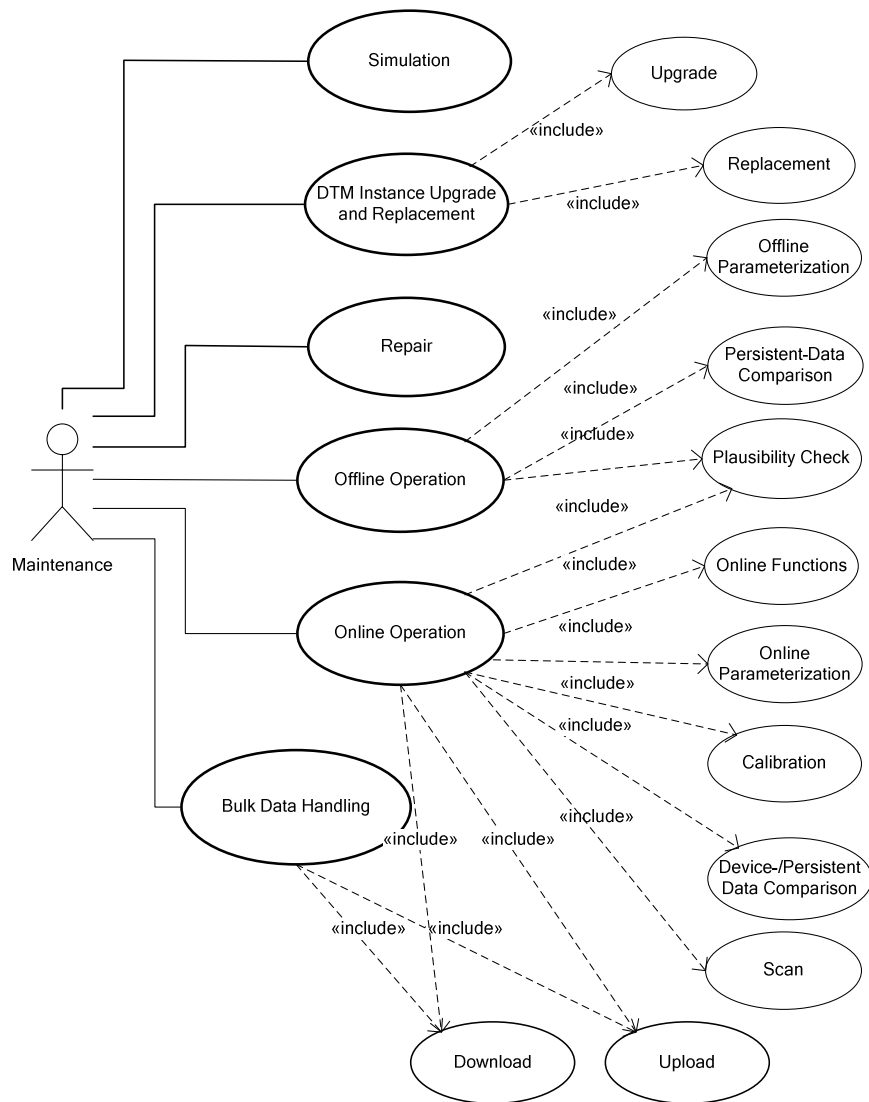 Simulation
Upgrade
«include»
DTM Instance Upgrade
and Replacement
Replacement
«include»
Offline
Parameterization
«include»
Repair
Persistent-Data
Comparison
«include»
«include»
Offline Operation
Plausibility Check
«include»
Maintenance
«include»
Online Functions
Online Operation
«include»
Online
Parameterization
«include»
«include»
Calibration
Bulk Data Handling
«include»
«include»
«include»
Device-/Persistent
Data Comparison
«include»
«include»
Scan
Download
Upload